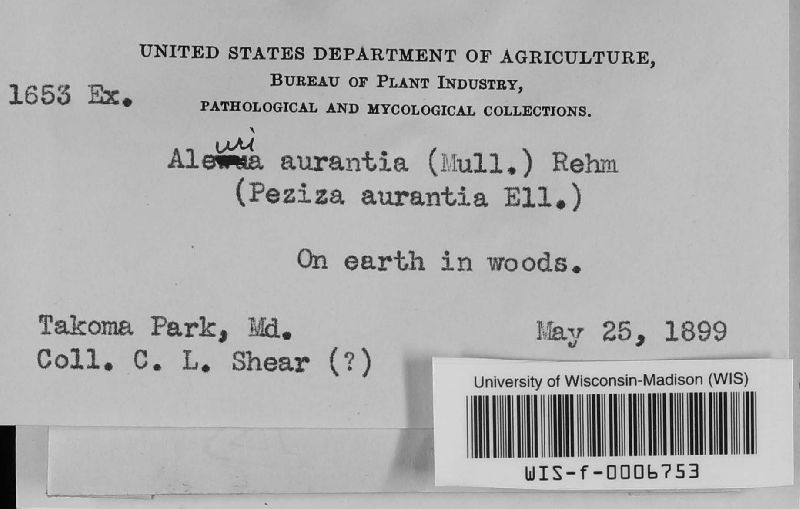 UNITED STATES DEPARTMENT OF AGRICULTURE,
BUREAU OF PLANT INDUSTRY,
1653 Ex.
PATHOLOGICAL AND MYCOLOGICAL COLLECTIONS.
Aleuria aurantia (Mull.) Rehm
(Peziza aurantia Ell.)
On earth in woods.
Takoma Park, Md. May 25, 1899
Coll. C. L. Shear (?)
University of Wisconsin-Madison (WIS)
WIS-f-0006753